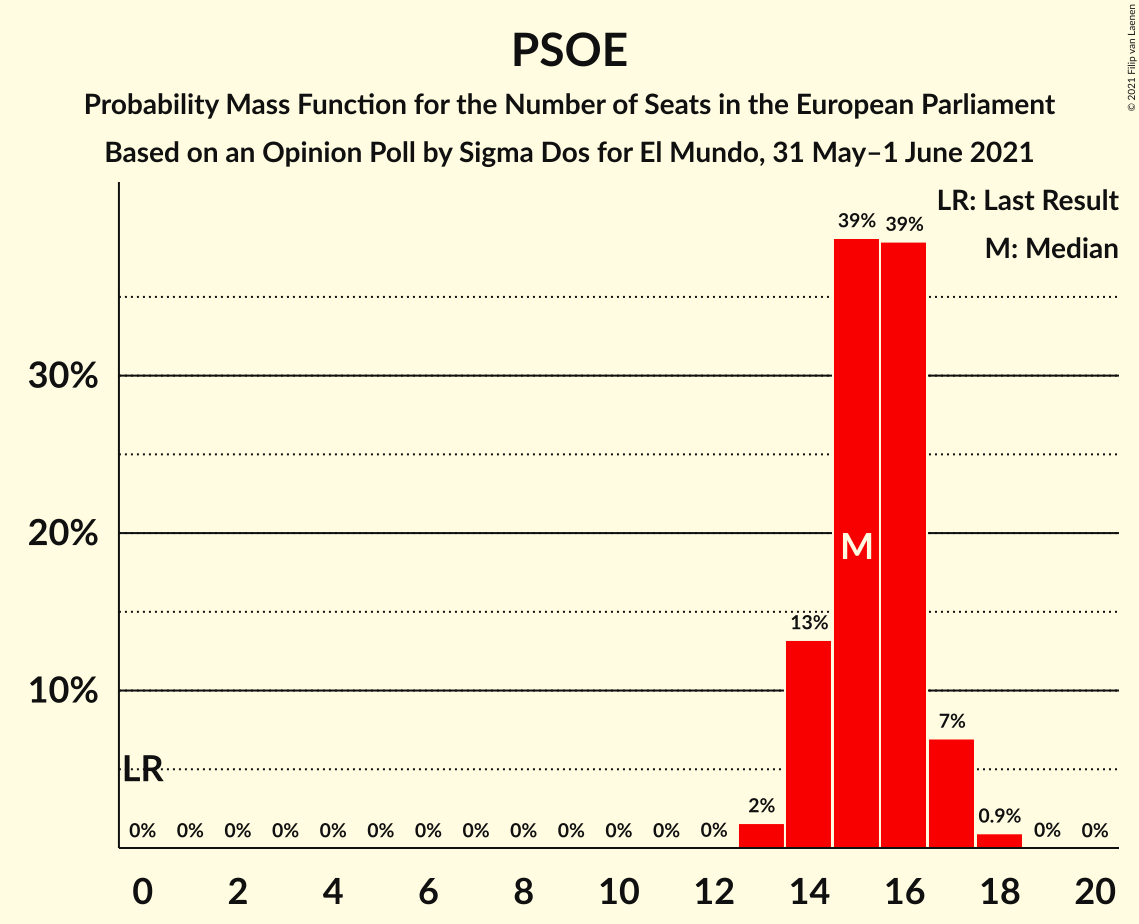 PSOE
Probability Mass Function for the Number of Seats in the European Parliament
Based on an Opinion Poll by Sigma Dos for El Mundo, 31 May–1 June 2021
© 2021 Filip van Laenen
LR: Last Result
M: Median
39% 39%
30%
20%
M
13%
10%
7%
LR
2% 0.9%
0% 0% 0% 0% 0% 0% 0% 0% 0% 0% 0% 0% 0% 0% 0%
0 2 4 6 8 10 12 14 16 18 20